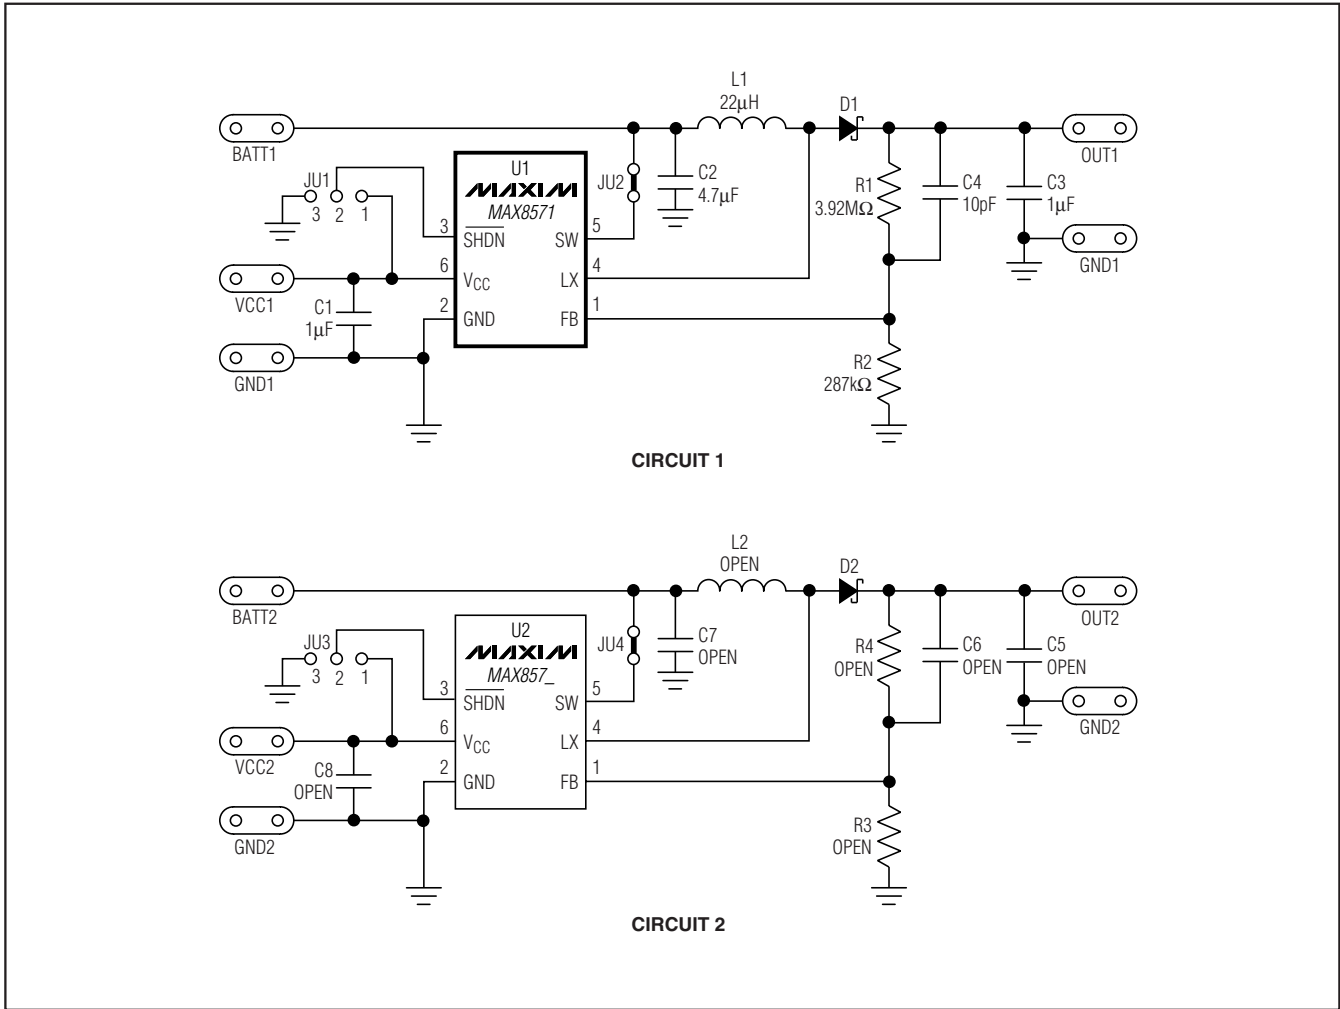 L1
22μH
D1
BATT1
OUT1
JU1
3 2 1
U1
MAXIM
MAX8571
JU2
C2
4.7μF
R1
3.92MΩ
C4
10pF
C3
1μF
3
SHDN
SW
5
GND1
6
VCC
LX
4
VCC1
C1
1μF
2
GND
FB
1
GND1
R2
287kΩ
CIRCUIT 1
L2
OPEN
D2
BATT2
OUT2
JU3
3 2 1
U2
MAXIM
MAX857_
JU4
C7
OPEN
R4
OPEN
C6
OPEN
C5
OPEN
3
SHDN
SW
5
GND2
6
VCC
LX
4
VCC2
C8
OPEN
2
GND
FB
1
GND2
R3
OPEN
CIRCUIT 2